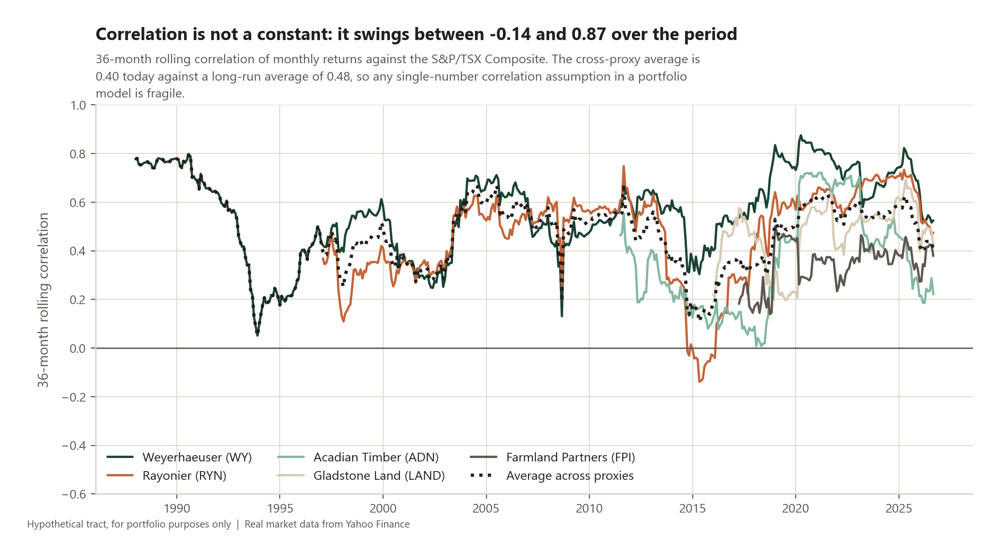 Correlation is not a constant: it swings between -0.14 and 0.87 over the period
36-month rolling correlation of monthly returns against the S&P/TSX Composite. The cross-proxy average is
0.40 today against a long-run average of 0.48, so any single-number correlation assumption in a portfolio
model is fragile.
36-month rolling correlation
1.0
0.8
0.6
0.4
0.2
0.0
−0.2
−0.4
−0.6
Weyerhaeuser (WY)
Rayonier (RYN)
Acadian Timber (ADN)
Gladstone Land (LAND)
Farmland Partners (FPI)
Average across proxies
1990 1995 2000 2005 2010 2015 2020 2025
Hypothetical tract, for portfolio purposes only | Real market data from Yahoo Finance